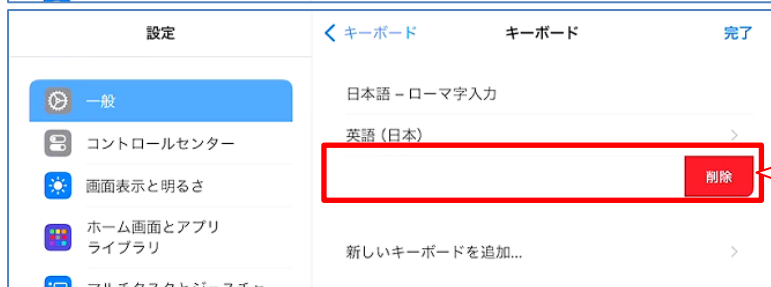 設定
キーボード
キーボード
完了
一般
コントロールセンター
画面表示と明るさ
ホーム画面とアプリ
ライブラリ
日本語 – ローマ字入力
英語（日本）
削除
新しいキーボードを追加...